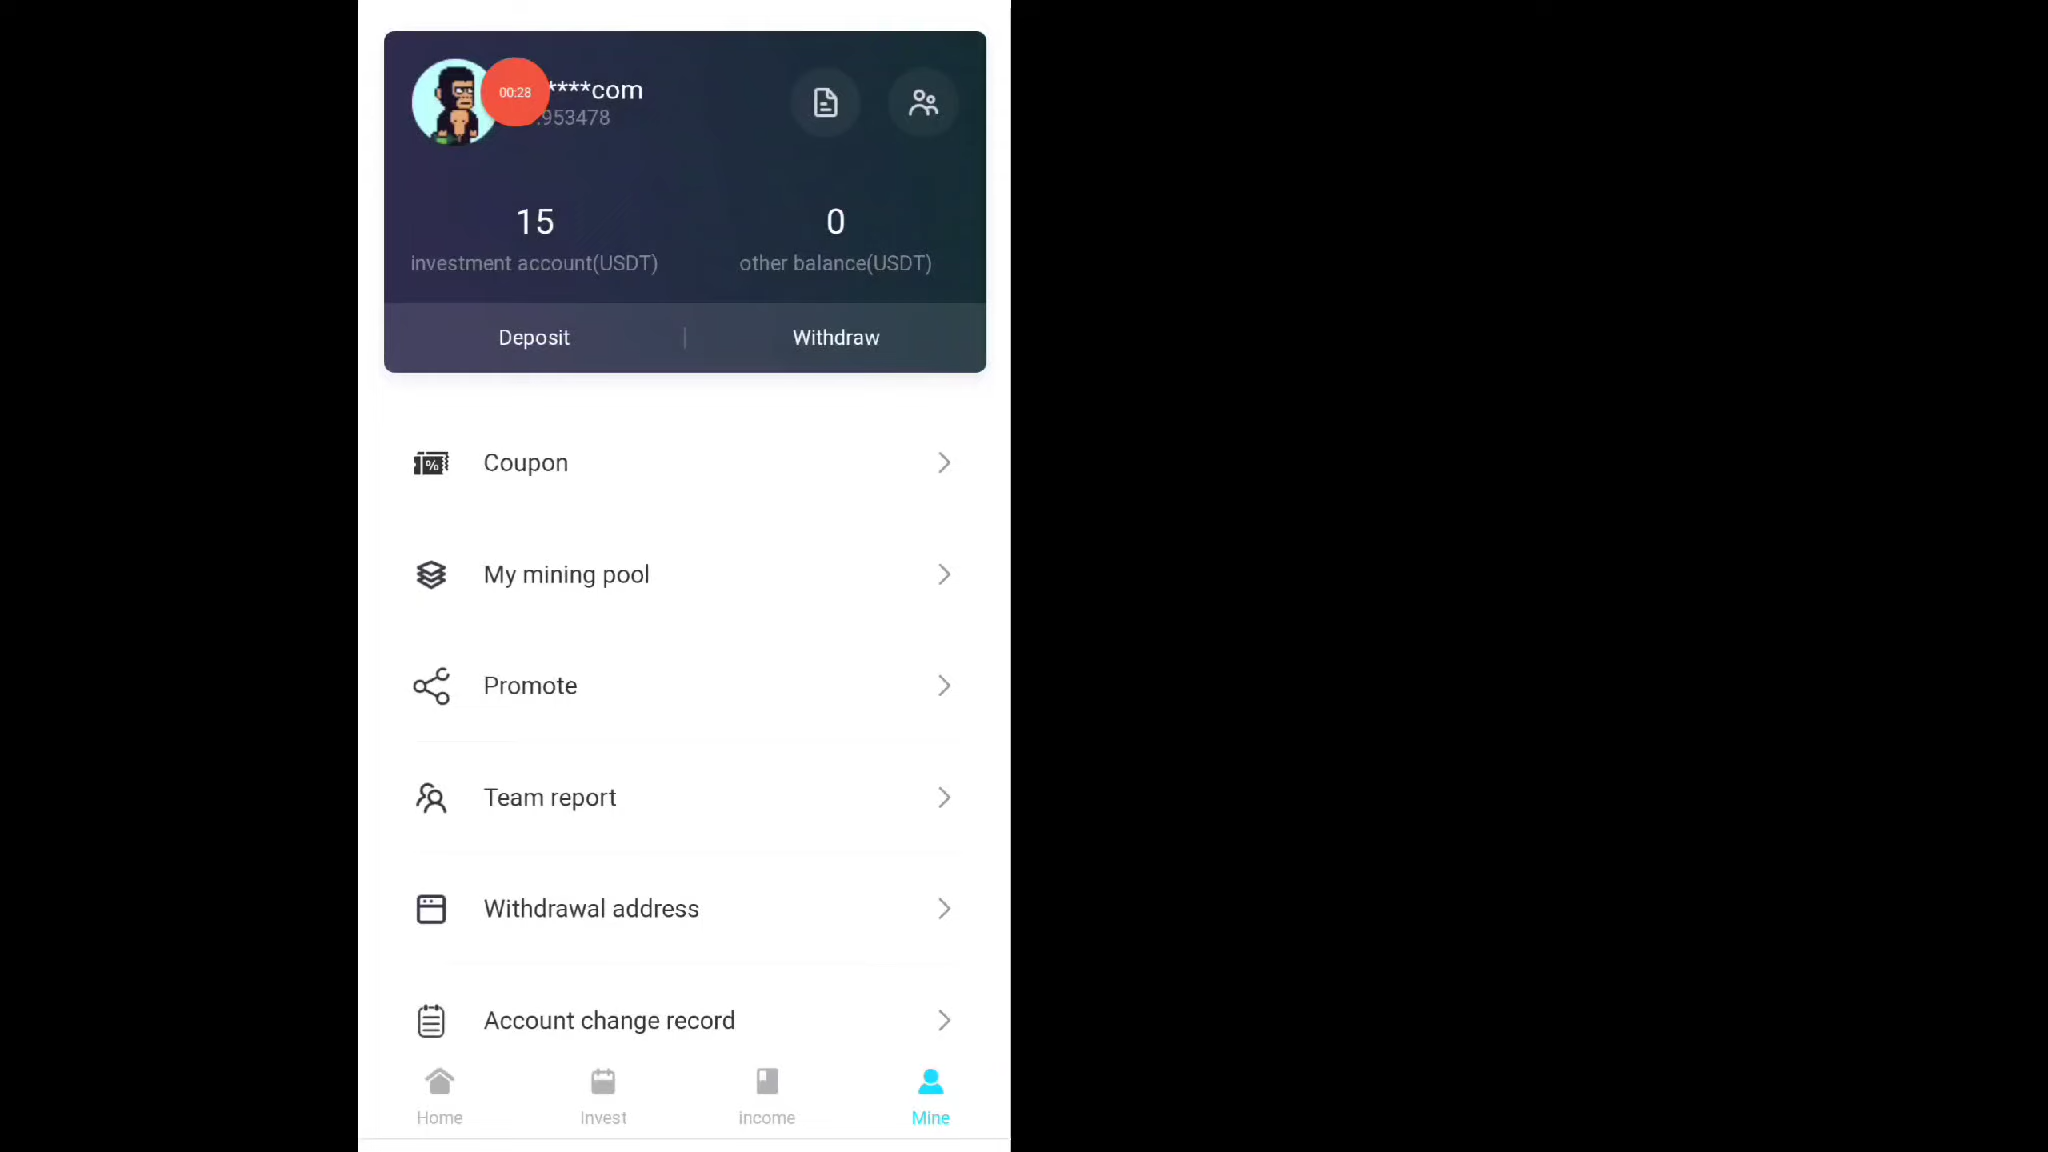 00:28
****com
953478
15
0
investment account(USDT)
other balance(USDT)
Deposit
Withdraw
%
Coupon
My mining pool
Promote
Team report
Withdrawal address
Account change record
Home
Invest
income
Mine